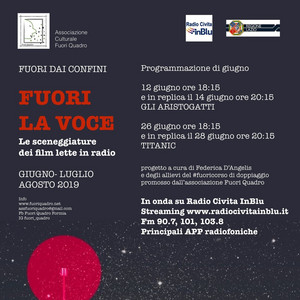 Associazione
Culturale
Fuori Quadro
Radio Civita
InBlu
FUORI DAI CONFINI
FUORI
LA VOCE
Le sceneggiature
dei film lette in radio
GIUGNO- LUGLIO
AGOSTO 2019
Info
www.fuoriquadro.net
assfuoriquadro@gmail.com
Fb Fuori Quadro Formia
IG fuori_quadro
Programmazione di giugno
12 giugno ore 18:15
e in replica il 14 giugno ore 20:15
GLI ARISTOGATTI
26 giugno ore 18:15
e in replica il 28 giugno ore 20:15
TITANIC
progetto a cura di Federica D'Angelis
e degli allievi del #fuoricorso di doppiaggio
promosso dall'associazione Fuori Quadro
In onda su Radio Civita InBlu
Streaming www.radiocivitainblu.it
Fm 90.7, 101, 103.8
Principali APP radiofoniche